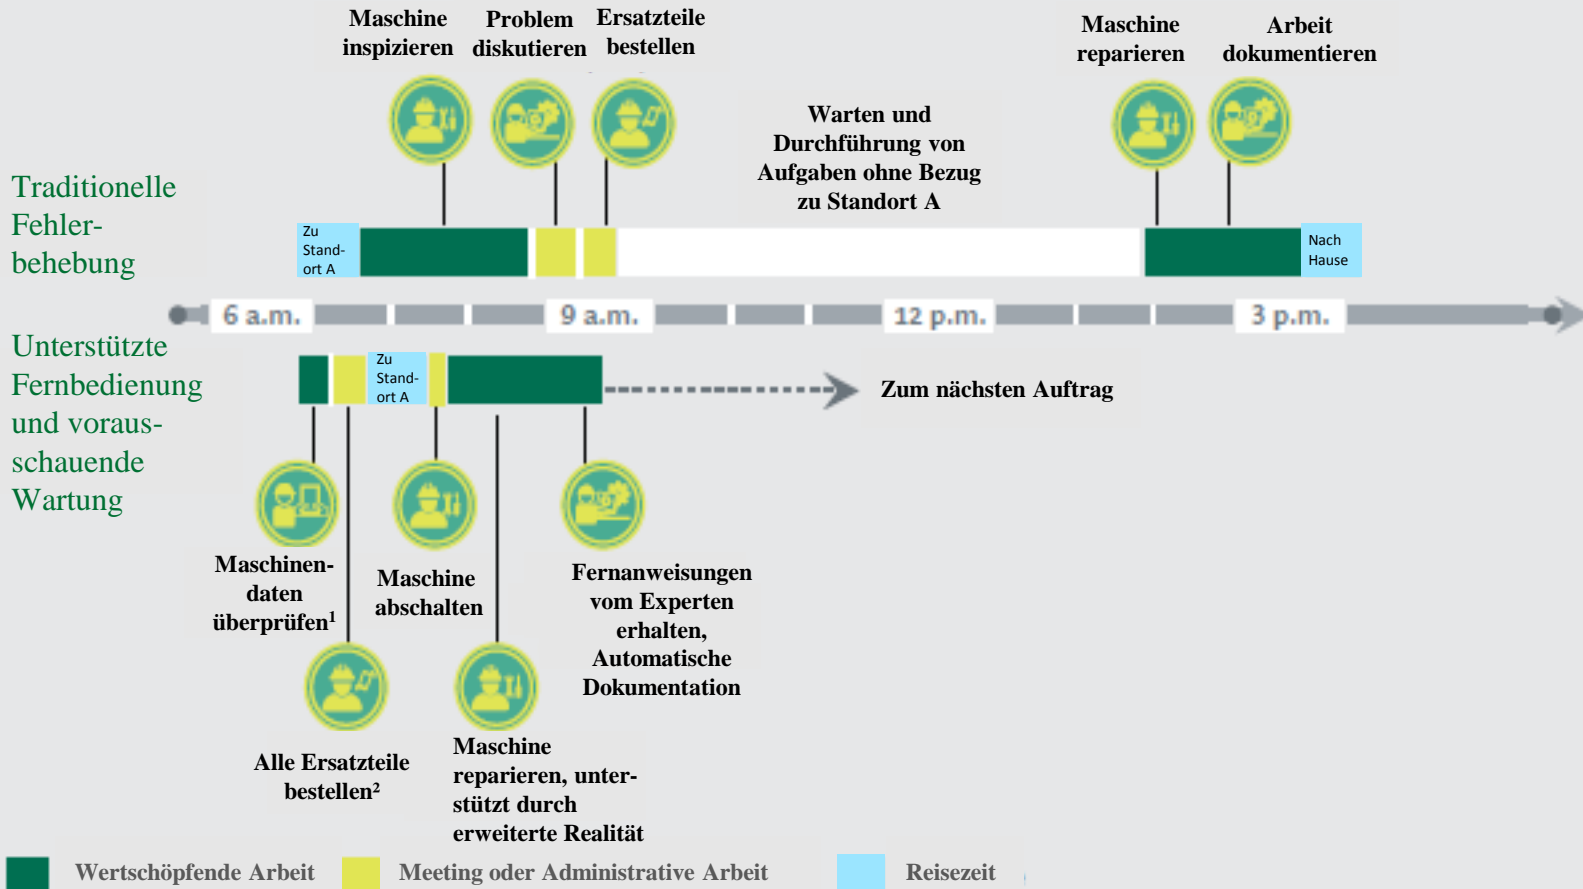 Maschine
inspizieren
Problem
diskutieren
Ersatzteile
bestellen
Maschine
reparieren
Arbeit
dokumentieren
Warten und
Durchführung von
Aufgaben ohne Bezug
zu Standort A
Traditionelle
Fehler-
behebung
Zu
Stand-
ort A
Nach
Hause
6 a.m.
9 a.m.
12 p.m.
3 p.m.
Unterstützte
Fernbedienung
und voraus-
schauende
Wartung
Zu
Stand-
ort A
Zum nächsten Auftrag
Maschinen-
daten
überprüfen¹
Maschine
abschalten
Fernanweisungen
vom Experten
erhalten,
Automatische
Dokumentation
Alle Ersatzteile
bestellen²
Maschine
reparieren, unter-
stützt durch
erweiterte Realität
Wertschöpfende Arbeit
Meeting oder Administrative Arbeit
Reisezeit